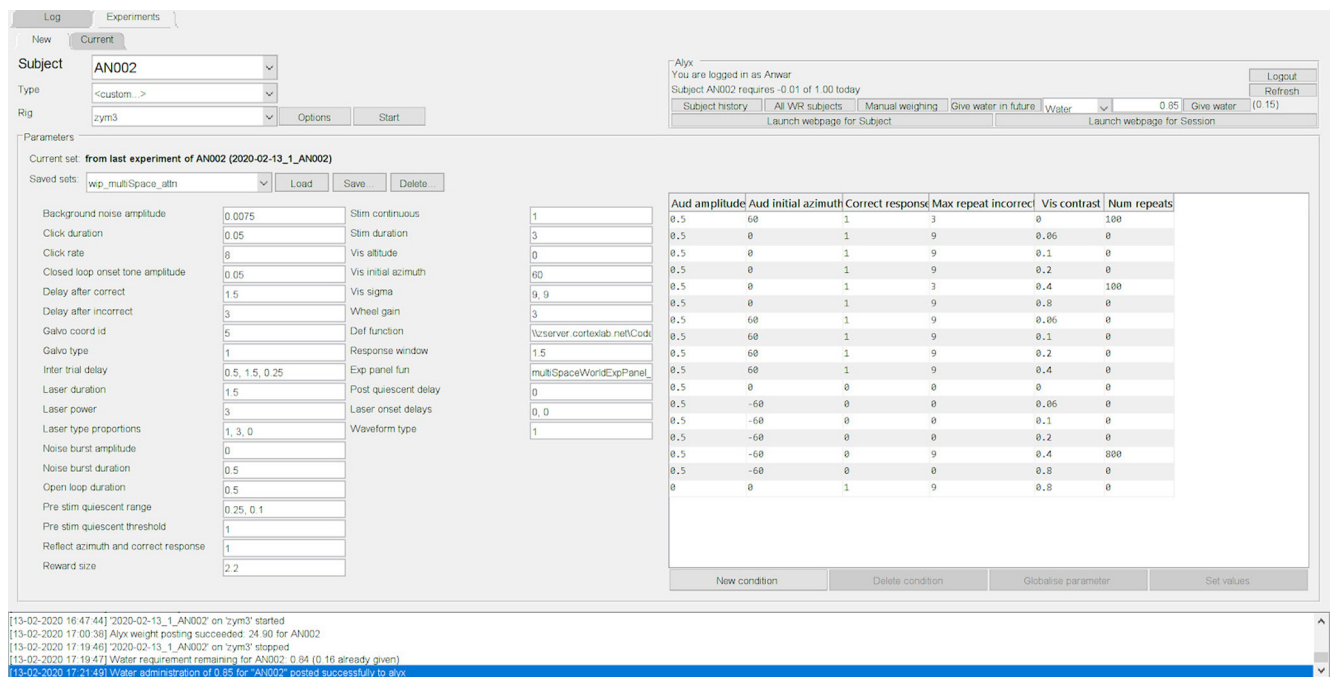 Log Experiments
New Current
Subject AN002
Type <custom...>
Rig zym3 Options Start
Alyx
You are logged in as Anwar Logout
Subject AN002 requires -0.01 of 1.00 today Refresh
Subject history All WR subjects Manual weighing Give water in future Water 0.85 Give water (0.15)
Launch webpage for Subject Launch webpage for Session
Parameters
Current set: from last experiment of AN002 (2020-02-13_1_AN002)
Saved sets: wip_multiSpace_attn Load Save... Delete...
Background noise amplitude 0.0075 Stim continuous 1
Click duration 0.05 Stim duration 3
Click rate 8 Vis altitude 0
Closed loop onset tone amplitude 0.05 Vis initial azimuth 60
Delay after correct 1.5 Vis sigma 9, 9
Delay after incorrect 3 Wheel gain 3
Galvo coord id 5 Def function \\zserver.cortexlab.net\Code
Galvo type 1 Response window 1.5
Inter trial delay 0.5, 1.5, 0.25 Exp panel fun multiSpaceWorldExpPanel_
Laser duration 1.5 Post quiescent delay 0
Laser power 3 Laser onset delays 0, 0
Laser type proportions 1, 3, 0 Waveform type 1
Noise burst amplitude 0
Noise burst duration 0.5
Open loop duration 0.5
Pre stim quiescent range 0.25, 0.1
Pre stim quiescent threshold 1
Reflect azimuth and correct response 1
Reward size 2.2
Aud amplitude Aud initial azimuth Correct response Max repeat incorrect Vis contrast Num repeats
0.5 60 1 3 0 100
0.5 0 1 9 0.06 0
0.5 0 1 9 0.1 0
0.5 0 1 9 0.2 0
0.5 0 1 3 0.4 100
0.5 0 1 9 0.8 0
0.5 60 1 9 0.06 0
0.5 60 1 9 0.1 0
0.5 60 1 9 0.2 0
0.5 60 1 9 0.4 0
0.5 0 0 0 0 0
0.5 -60 0 0 0.06 0
0.5 -60 0 0 0.1 0
0.5 -60 0 0 0.2 0
0.5 -60 0 9 0.4 800
0.5 -60 0 0 0.8 0
0 0 1 9 0.8 0
New condition Delete condition Globalise parameter Set values
[13-02-2020 16:47:44] '2020-02-13_1_AN002' on 'zym3' started
[13-02-2020 17:00:38] Alyx weight posting succeeded: 24.90 for AN002
[13-02-2020 17:19:46] '2020-02-13_1_AN002' on 'zym3' stopped
[13-02-2020 17:19:47] Water requirement remaining for AN002: 0.84 (0.16 already given)
[13-02-2020 17:21:49] Water administration of 0.85 for "AN002" posted successfully to alyx